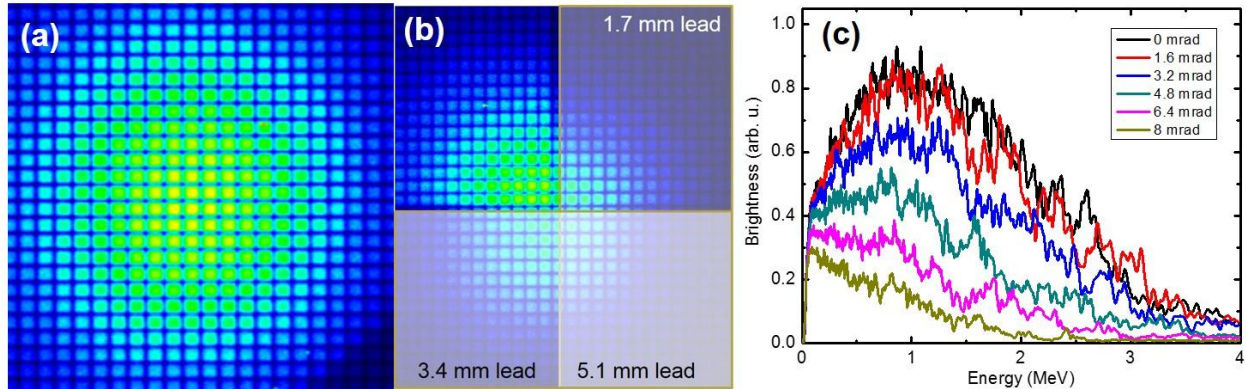 (a)
(b)
1.7 mm lead
3.4 mm lead
5.1 mm lead
(c)
0 mrad
1.6 mrad
3.2 mrad
4.8 mrad
6.4 mrad
8 mrad
Brightness (arb. u.)
1.0
0.8
0.6
0.4
0.2
0.0
0
1
2
3
4
Energy (MeV)